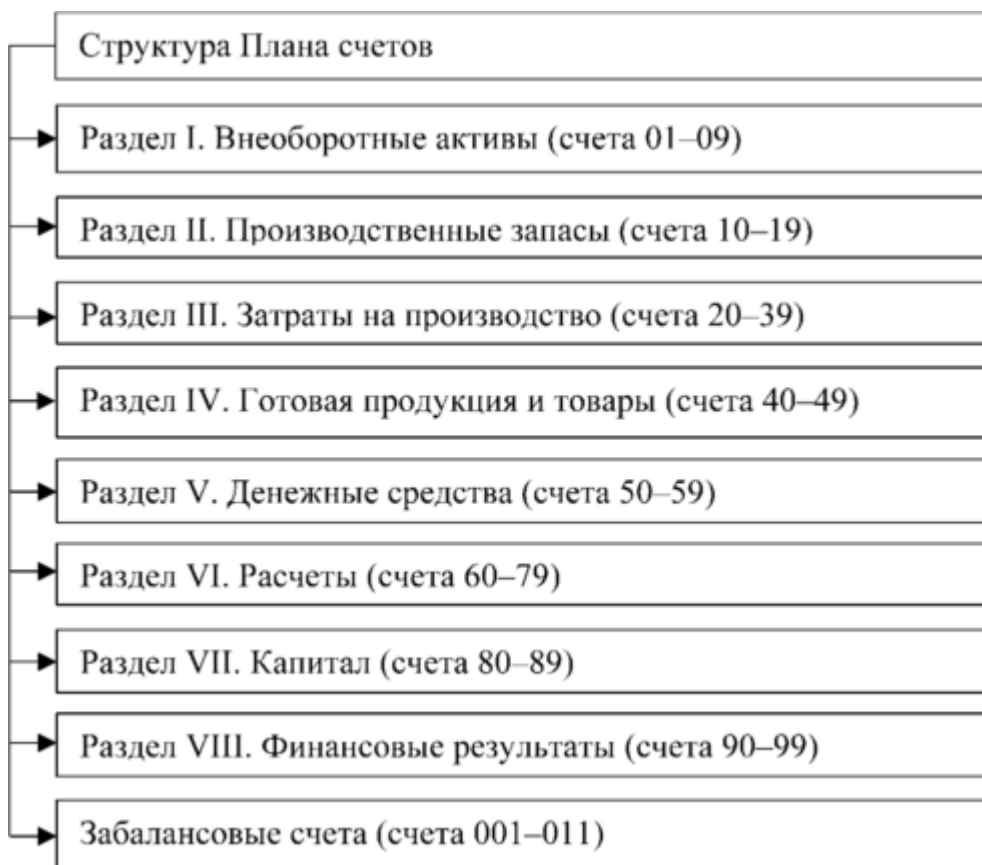 Структура Плана счетов
Раздел I. Внеоборотные активы (счета 01–09)
Раздел II. Производственные запасы (счета 10–19)
Раздел III. Затраты на производство (счета 20–39)
Раздел IV. Готовая продукция и товары (счета 40–49)
Раздел V. Денежные средства (счета 50–59)
Раздел VI. Расчеты (счета 60–79)
Раздел VII. Капитал (счета 80–89)
Раздел VIII. Финансовые результаты (счета 90–99)
Забалансовые счета (счета 001–011)